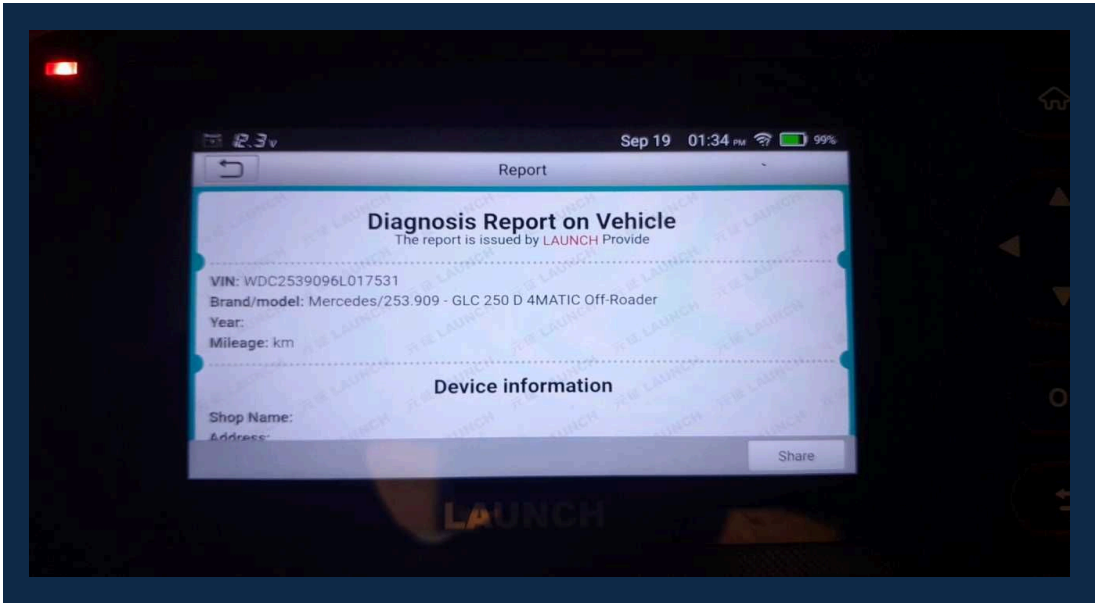 12.3v
Sep 19 01:34 PM 99%
Report
Diagnosis Report on Vehicle
The report is issued by LAUNCH Provide
VIN: WDC2539096L017531
Brand/model: Mercedes/253.909 - GLC 250 D 4MATIC Off-Roader
Year:
Mileage: km
Device information
Shop Name:
Address:
Share
LAUNCH